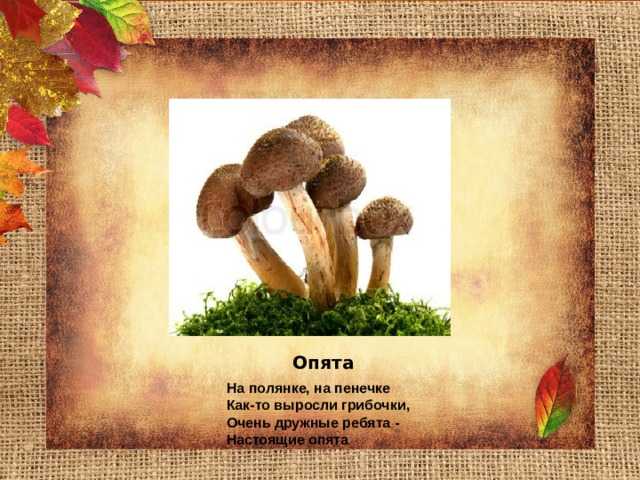 Опята
На полянке, на пенечке
Как-то выросли грибочки,
Очень дружные ребята -
Настоящие опята